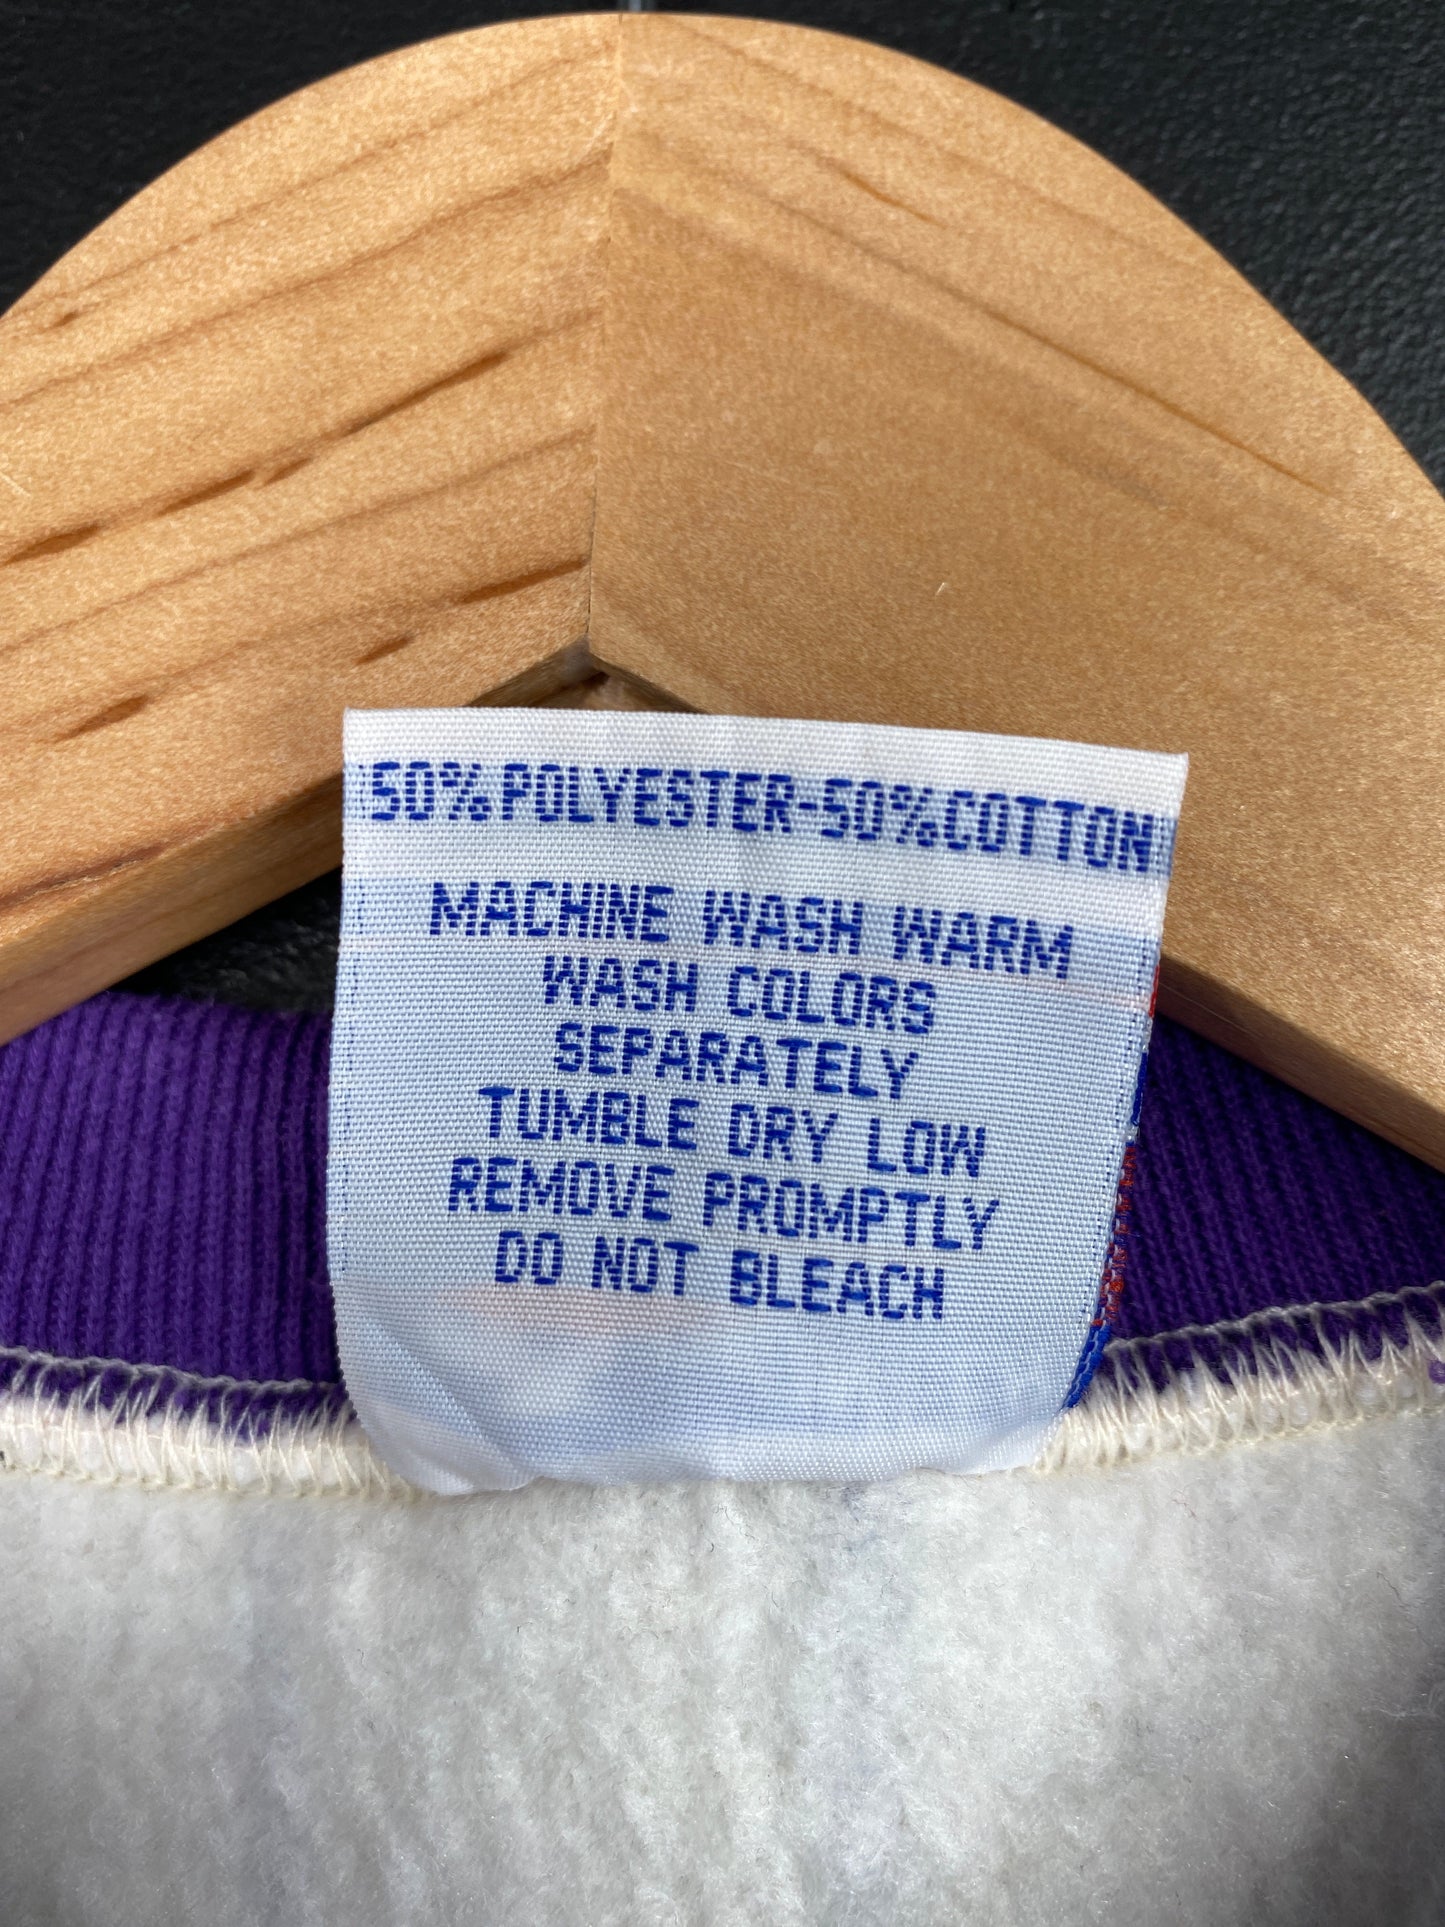 50%POLYESTER-50%COTTON
MACHINE WASH WARM
WASH COLORS
SEPARATELY
TUMBLE DRY LOW
REMOVE PROMPTLY
DO NOT BLEACH